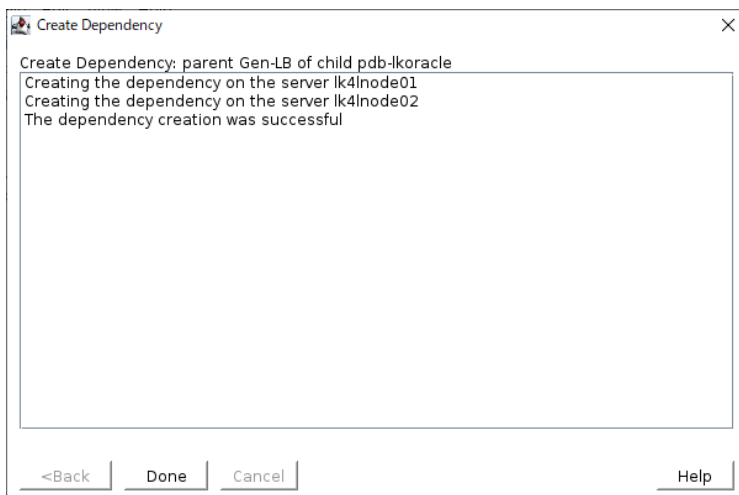 Create Dependency
Create Dependency: parent Gen-LB of child pdb-lkoracle
Creating the dependency on the server lk4lnode01
Creating the dependency on the server lk4lnode02
The dependency creation was successful
<Back
Done
Cancel
Help